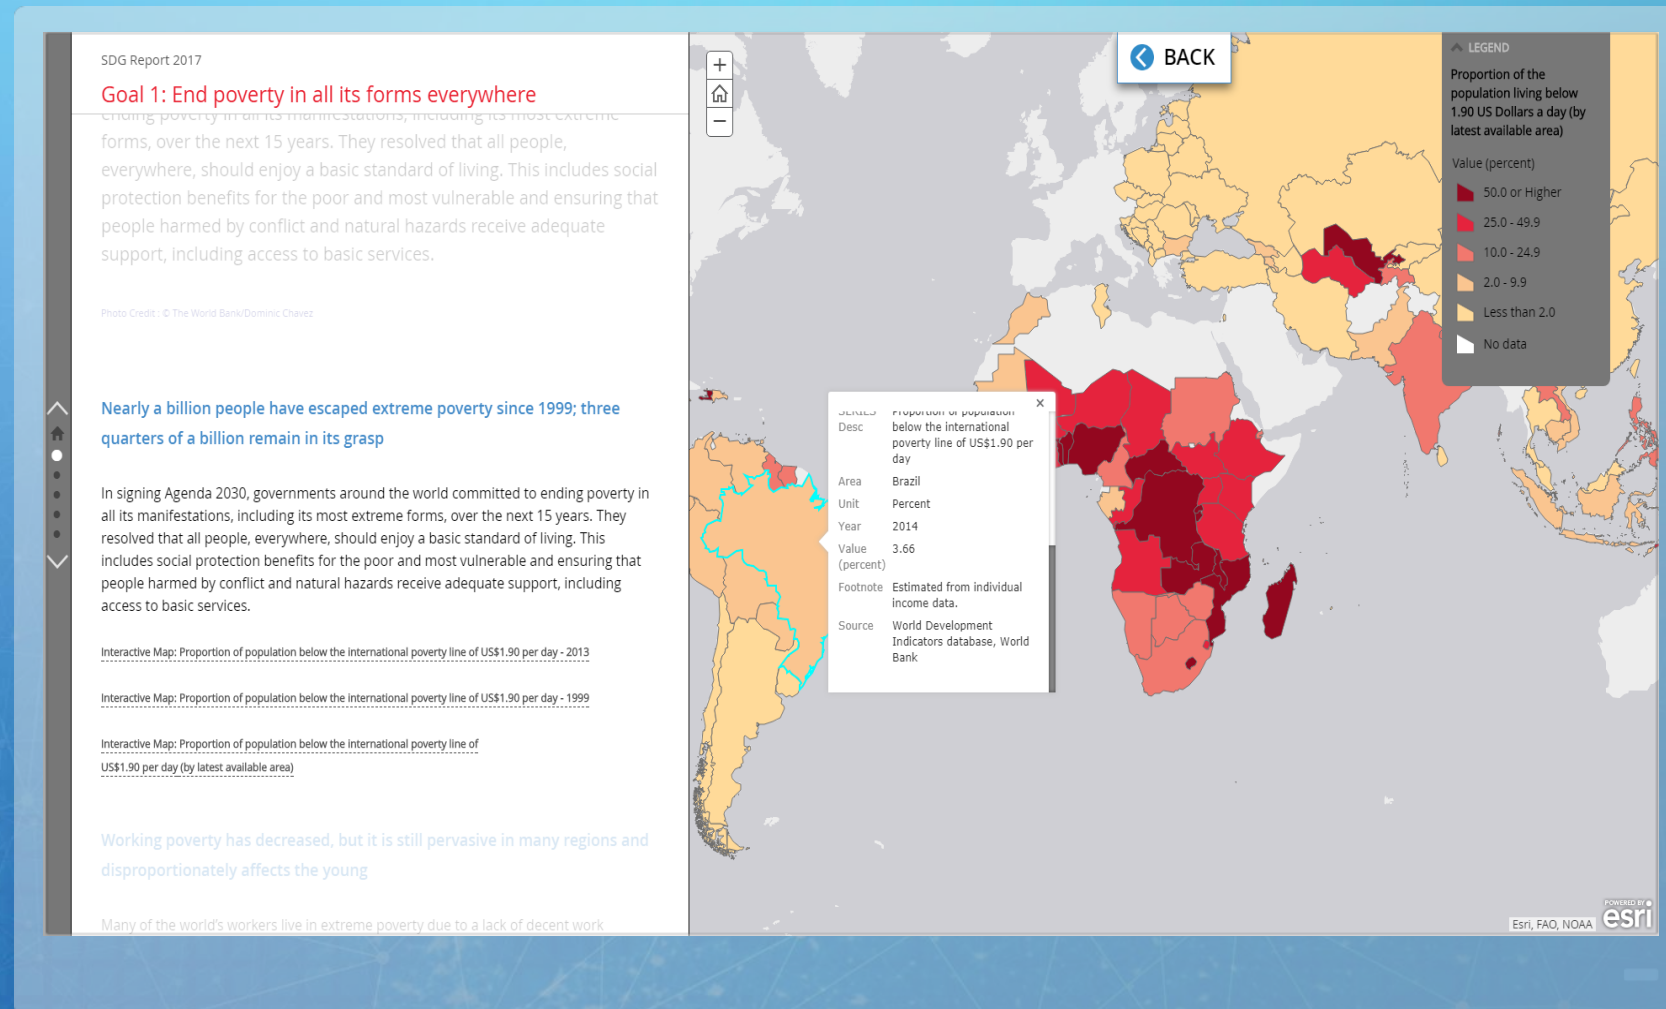 SDG Report 2017
Goal 1: End poverty in all its forms everywhere
ending poverty in all its manifestations, including its most extreme
forms, over the next 15 years. They resolved that all people,
everywhere, should enjoy a basic standard of living. This includes social
protection benefits for the poor and most vulnerable and ensuring that
people harmed by conflict and natural hazards receive adequate
support, including access to basic services.
Photo Credit : © The World Bank/Dominic Chavez
Nearly a billion people have escaped extreme poverty since 1999; three
quarters of a billion remain in its grasp
In signing Agenda 2030, governments around the world committed to ending poverty in
all its manifestations, including its most extreme forms, over the next 15 years. They
resolved that all people, everywhere, should enjoy a basic standard of living. This
includes social protection benefits for the poor and most vulnerable and ensuring that
people harmed by conflict and natural hazards receive adequate support, including
access to basic services.
Interactive Map: Proportion of population below the international poverty line of US$1.90 per day - 2013
Interactive Map: Proportion of population below the international poverty line of US$1.90 per day - 1999
Interactive Map: Proportion of population below the international poverty line of
US$1.90 per day (by latest available area)
Working poverty has decreased, but it is still pervasive in many regions and
disproportionately affects the young
Many of the world's workers live in extreme poverty due to a lack of decent work
+
−
BACK
LEGEND
Proportion of the
population living below
1.90 US Dollars a day (by
latest available area)
Value (percent)
50.0 or Higher
25.0 - 49.9
10.0 - 24.9
2.0 - 9.9
Less than 2.0
No data
×
SERIES Proportion of population
Desc below the international
poverty line of US$1.90 per
day
Area Brazil
Unit Percent
Year 2014
Value 3.66
(percent)
Footnote Estimated from individual
income data.
Source World Development
Indicators database, World
Bank
Esri, FAO, NOAA
POWERED BY
esri